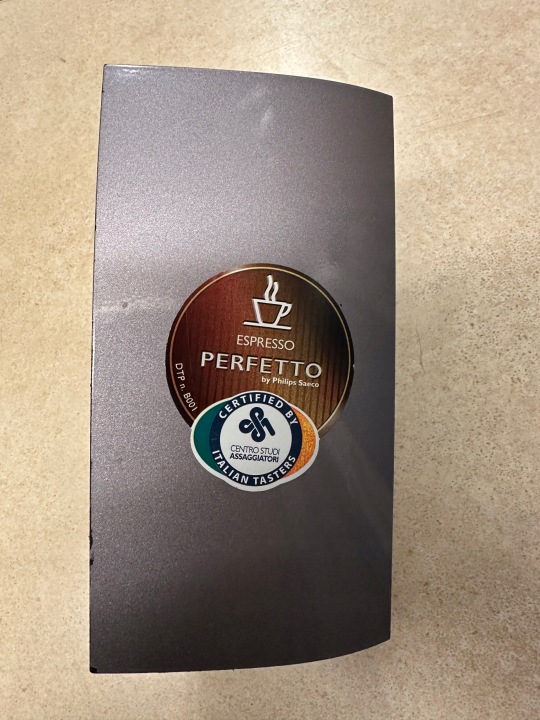 ESPRESSO
PERFETTO
by Philips Saeco
DTP n. B001
CERTIFIED BY
CENTRO STUDI
ASSAGGIATORI
ITALIAN TASTERS